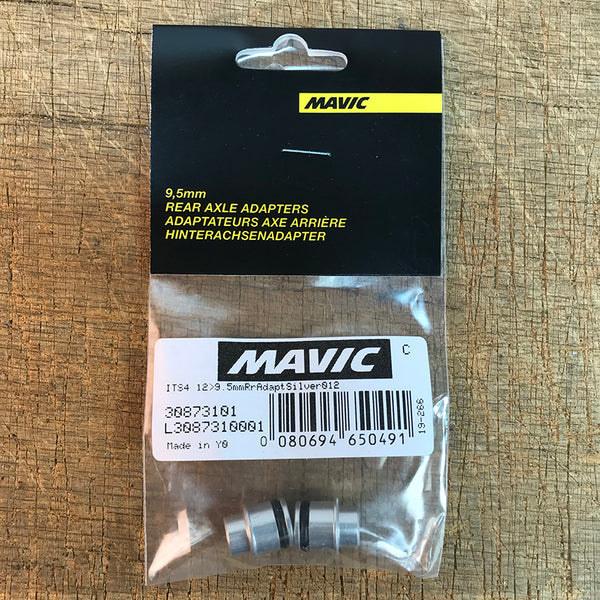 MAVIC
9,5mm
REAR AXLE ADAPTERS
ADAPTATEURS AXE ARRIÈRE
HINTERACHSENADAPTER
MAVIC
C
ITS4 12>9.5mmRrAdaptSilver012
30873101
L3087310001
Made in Y0
0 080694 650491
19-266